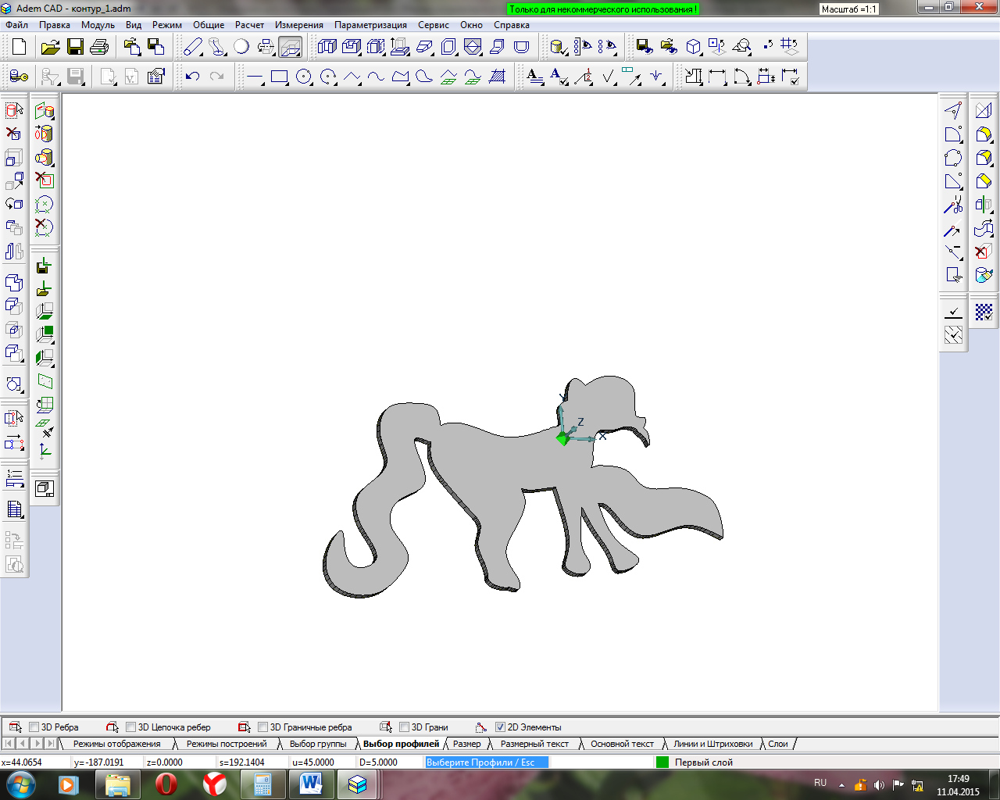 Adem CAD - контур_1.adm
Только для некоммерческого использования !
Масштаб =1:1
Файл Правка Модуль Вид Режим Общие Расчет Измерения Параметризация Сервис Окно Справка
Y
Z
X
3D Ребра 3D Цепочка ребер 3D Граничные ребра 3D Грани 2D Элементы
Режимы отображения Режимы построений Выбор группы Выбор профилей Размер Размерный текст Основной текст Линии и Штриховки Слои
x=44.0654 y=-187.0191 z=0.0000 s=192.1404 u=45.0000 D=5.0000 Выберите Профили / Esc Первый слой
RU
17:49
11.04.2015